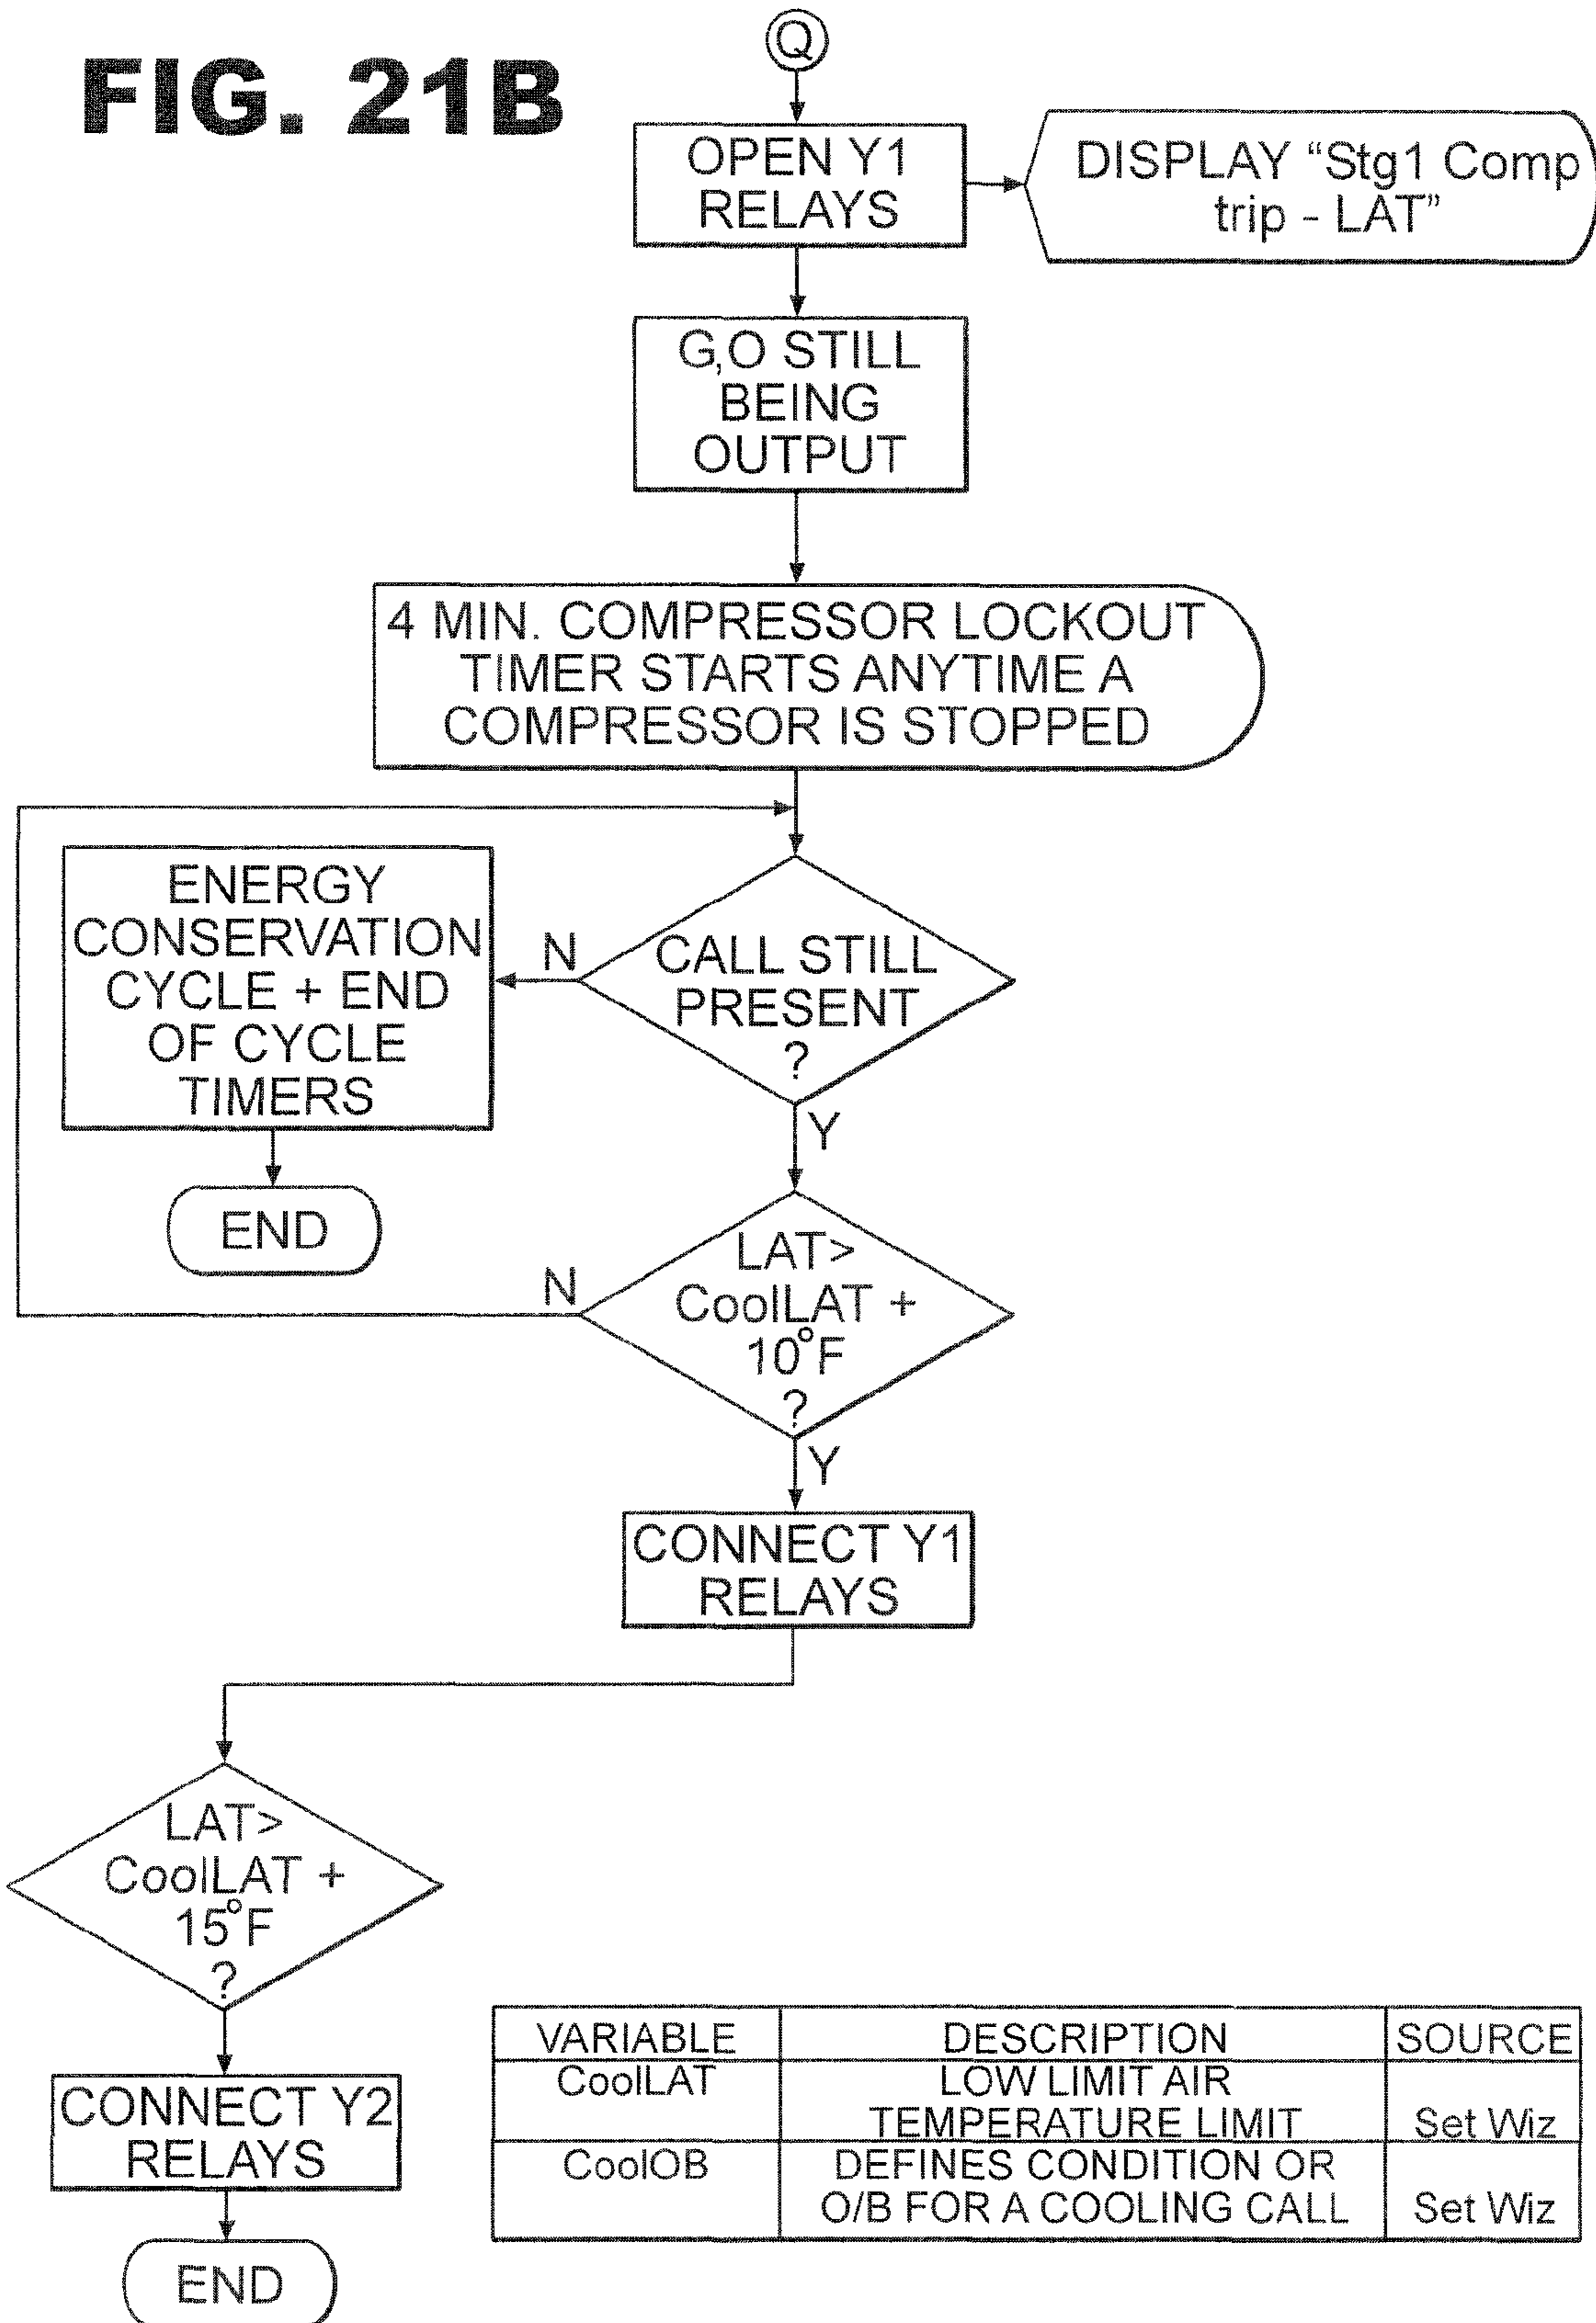 FIG. 21B
Q
OPEN Y1
RELAYS
DISPLAY “Stg1 Comp
trip - LAT”
G,O STILL
BEING
OUTPUT
4 MIN. COMPRESSOR LOCKOUT
TIMER STARTS ANYTIME A
COMPRESSOR IS STOPPED
ENERGY
CONSERVATION
CYCLE + END
OF CYCLE
TIMERS
N
CALL STILL
PRESENT
?
Y
END
N
LAT>
CoolLAT +
10°F
?
Y
CONNECT Y1
RELAYS
LAT>
CoolLAT +
15°F
?
CONNECT Y2
RELAYS
END
VARIABLE DESCRIPTION SOURCE
CoolLAT LOW LIMIT AIR
TEMPERATURE LIMIT Set Wiz
CoolOB DEFINES CONDITION OR
O/B FOR A COOLING CALL Set Wiz